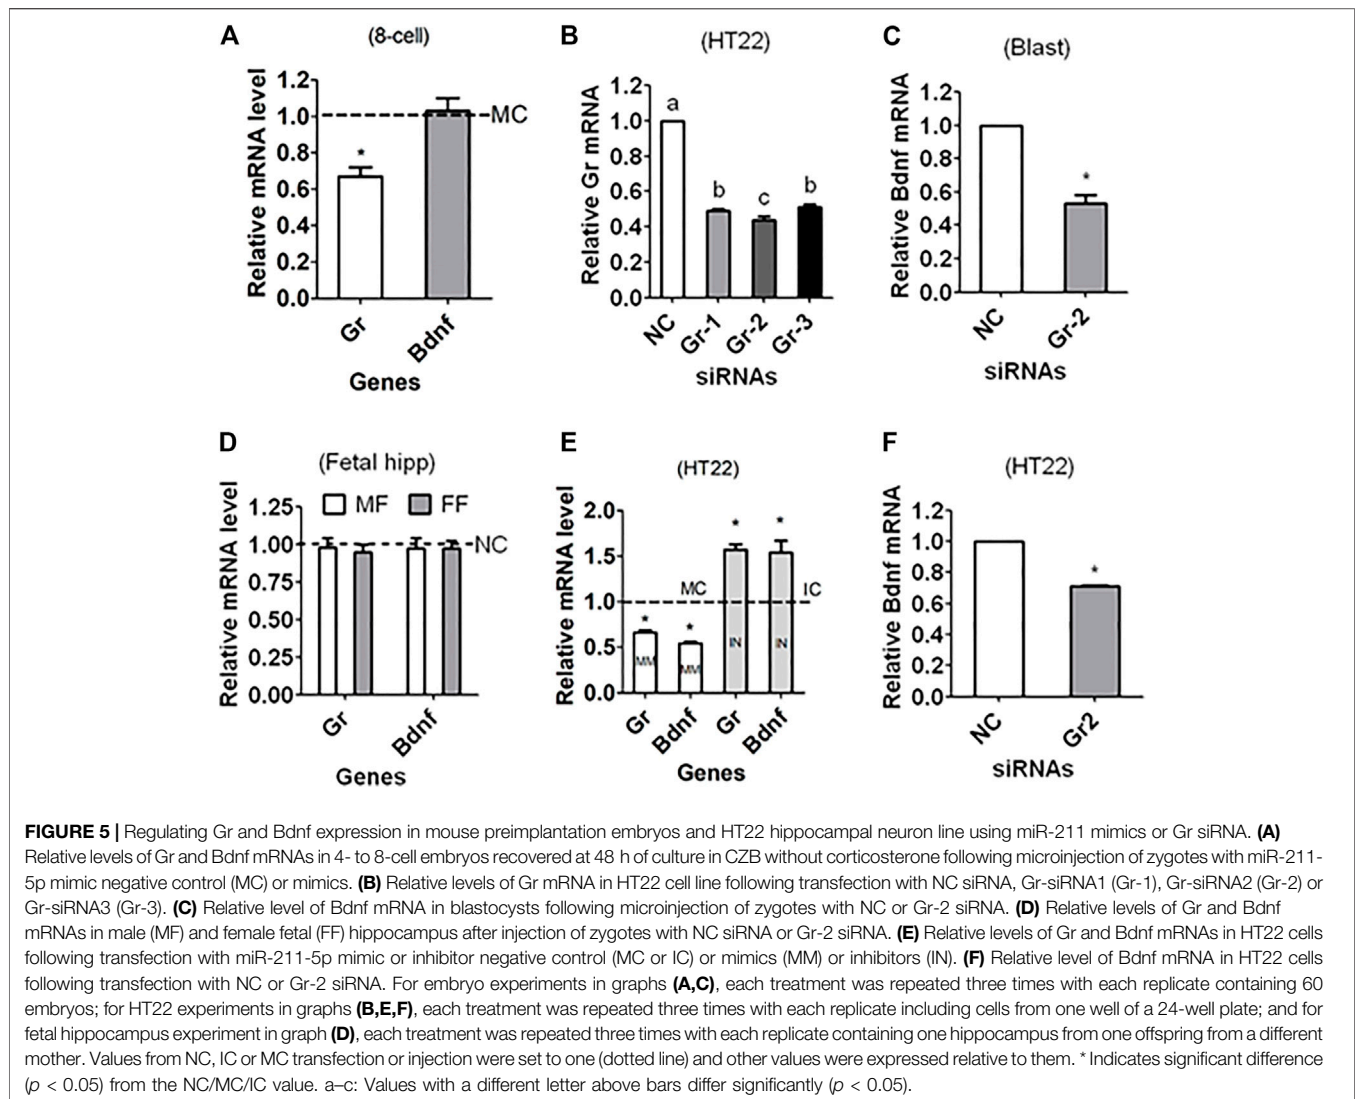 A
(8-cell)
Relative mRNA level
1.2
1.0
0.8
0.6
0.4
0.2
0.0
MC
*
Gr
Bdnf
Genes
B
(HT22)
Relative Gr mRNA
1.2
1.0
0.8
0.6
0.4
0.2
0.0
a
b
c
b
NC
Gr-1
Gr-2
Gr-3
siRNAs
C
(Blast)
Relative Bdnf mRNA
1.2
1.0
0.8
0.6
0.4
0.2
0.0
*
NC
Gr-2
siRNAs
D
(Fetal hipp)
Relative mRNA level
1.25
1.00
0.75
0.50
0.25
0.00
MF
FF
NC
Gr
Bdnf
Genes
E
(HT22)
Relative mRNA level
2.0
1.5
1.0
0.5
0.0
MC
IC
*
*
*
*
MM
MM
IN
IN
Gr
Bdnf
Gr
Bdnf
Genes
F
(HT22)
Relative Bdnf mRNA
1.2
1.0
0.8
0.6
0.4
0.2
0.0
*
NC
Gr2
siRNAs
FIGURE 5 | Regulating Gr and Bdnf expression in mouse preimplantation embryos and HT22 hippocampal neuron line using miR-211 mimics or Gr siRNA. (A)
Relative levels of Gr and Bdnf mRNAs in 4- to 8-cell embryos recovered at 48 h of culture in CZB without corticosterone following microinjection of zygotes with miR-211-
5p mimic negative control (MC) or mimics. (B) Relative levels of Gr mRNA in HT22 cell line following transfection with NC siRNA, Gr-siRNA1 (Gr-1), Gr-siRNA2 (Gr-2) or
Gr-siRNA3 (Gr-3). (C) Relative level of Bdnf mRNA in blastocysts following microinjection of zygotes with NC or Gr-2 siRNA. (D) Relative levels of Gr and Bdnf
mRNAs in male (MF) and female fetal (FF) hippocampus after injection of zygotes with NC siRNA or Gr-2 siRNA. (E) Relative levels of Gr and Bdnf mRNAs in HT22 cells
following transfection with miR-211-5p mimic or inhibitor negative control (MC or IC) or mimics (MM) or inhibitors (IN). (F) Relative level of Bdnf mRNA in HT22 cells
following transfection with NC or Gr-2 siRNA. For embryo experiments in graphs (A,C), each treatment was repeated three times with each replicate containing 60
embryos; for HT22 experiments in graphs (B,E,F), each treatment was repeated three times with each replicate including cells from one well of a 24-well plate; and for
fetal hippocampus experiment in graph (D), each treatment was repeated three times with each replicate containing one hippocampus from one offspring from a different
mother. Values from NC, IC or MC transfection or injection were set to one (dotted line) and other values were expressed relative to them. * Indicates significant difference
(p < 0.05) from the NC/MC/IC value. a–c: Values with a different letter above bars differ significantly (p < 0.05).